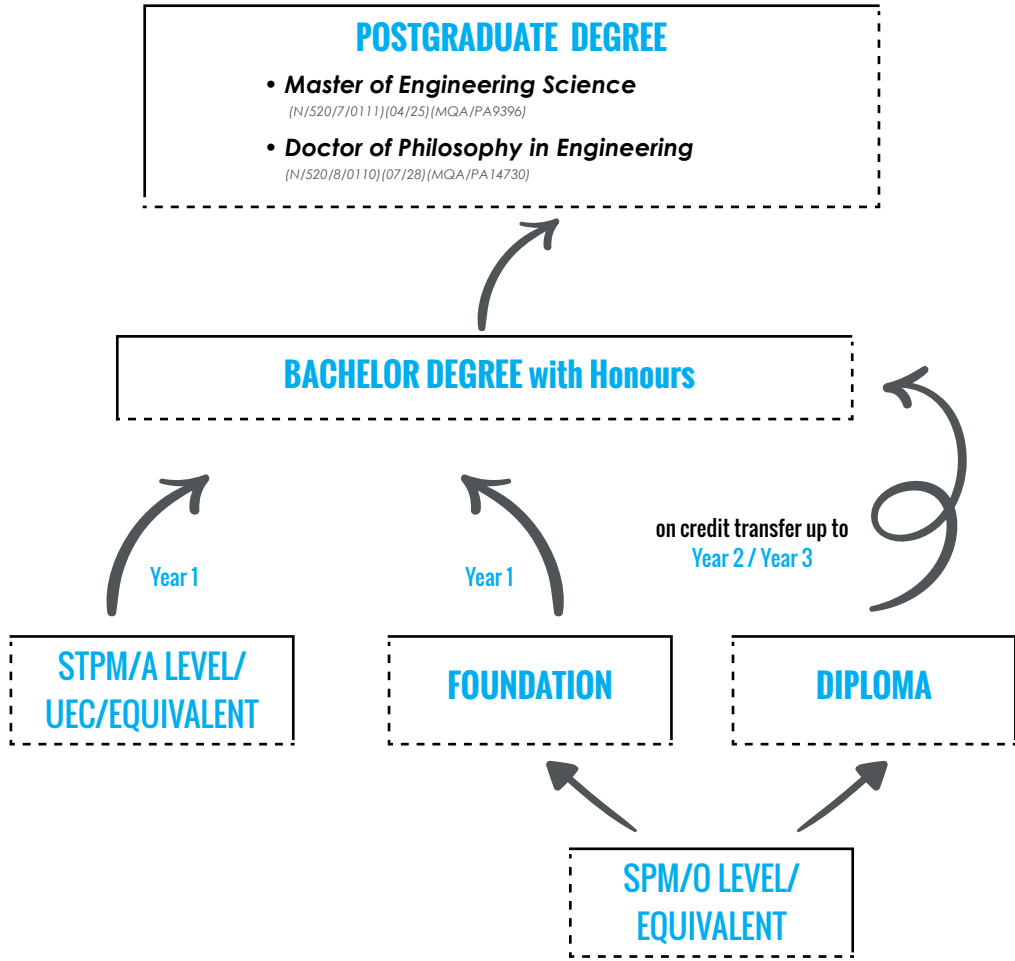 POSTGRADUATE DEGREE
• Master of Engineering Science
(N/520/7/0111)(04/25)(MQA/PA9396)
• Doctor of Philosophy in Engineering
(N/520/8/0110)(07/28)(MQA/PA14730)
BACHELOR DEGREE with Honours
on credit transfer up to
Year 2 / Year 3
Year 1
Year 1
STPM/A LEVEL/
UEC/EQUIVALENT
FOUNDATION
DIPLOMA
SPM/O LEVEL/
EQUIVALENT